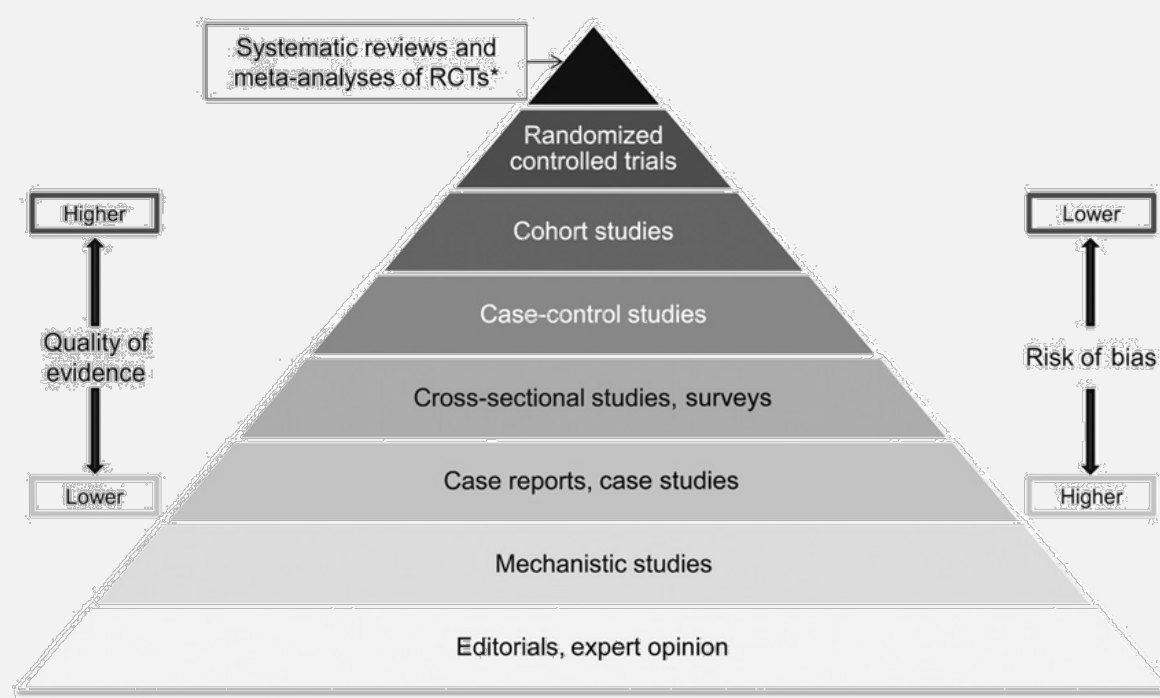 Systematic reviews and
meta-analyses of RCTs*
Randomized
controlled trials
Higher
Lower
Cohort studies
Case-control studies
Quality of
evidence
Risk of bias
Cross-sectional studies, surveys
Case reports, case studies
Lower
Higher
Mechanistic studies
Editorials, expert opinion